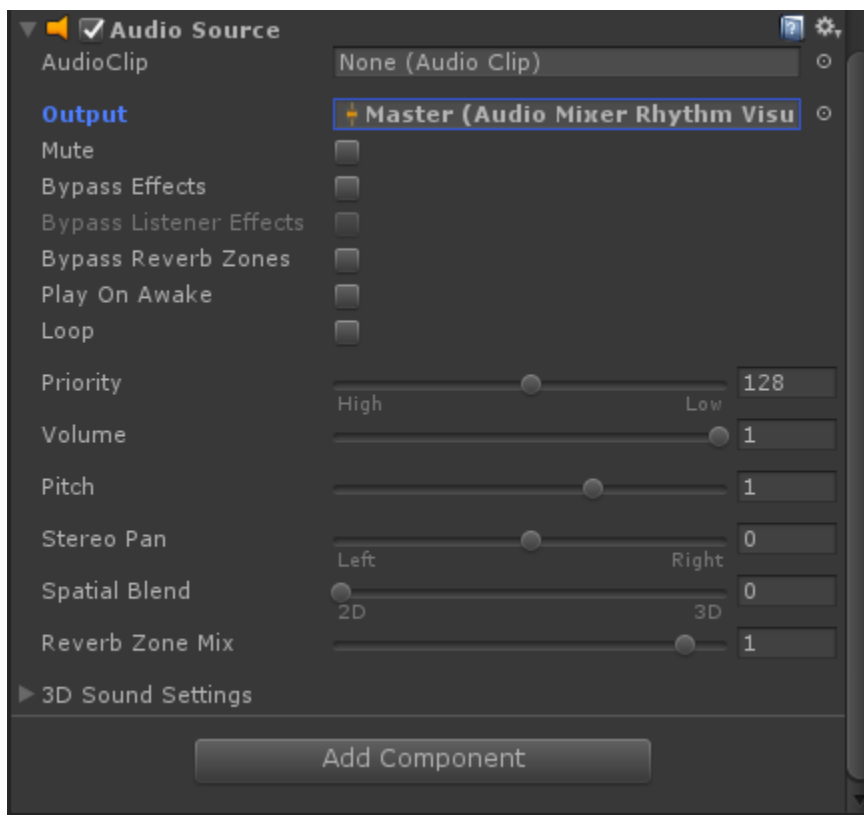 Audio Source
AudioClip None (Audio Clip)
Output Master (Audio Mixer Rhythm Visu
Mute
Bypass Effects
Bypass Listener Effects
Bypass Reverb Zones
Play On Awake
Loop
Priority 128
High Low
Volume 1
Pitch 1
Stereo Pan 0
Left Right
Spatial Blend 0
2D 3D
Reverb Zone Mix 1
3D Sound Settings
Add Component